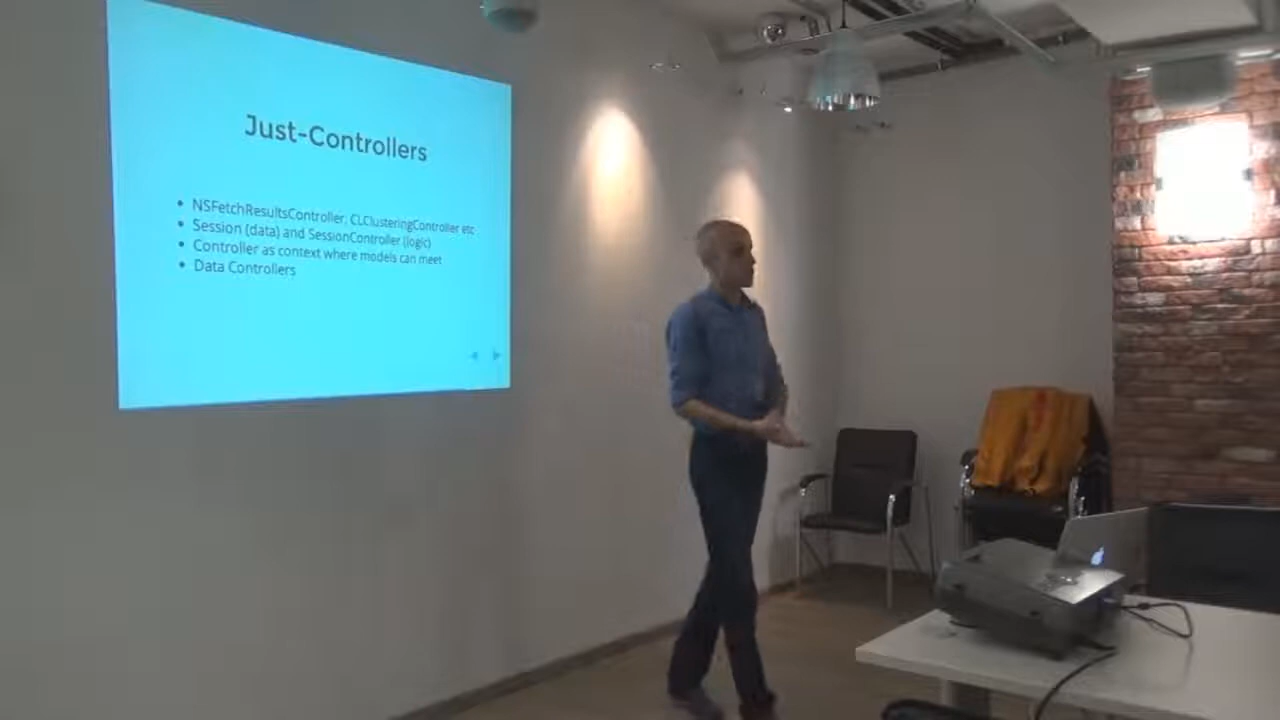 Just-Controllers
• NSFetchResultsController, CLClusteringController etc
• Session (data) and SessionController (logic)
• Controller as context where models can meet
• Data Controllers